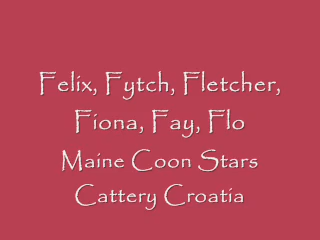 Felix, Fytch, Fletcher,
Fiona, Fay, Flo
Maine Coon Stars
Cattery Croatia